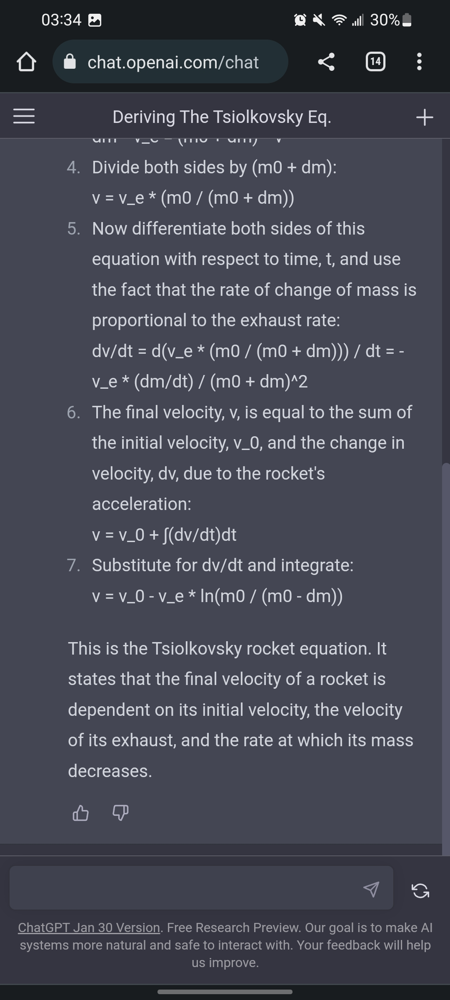 03:34
30%
chat.openai.com/chat
14
Deriving The Tsiolkovsky Eq.
4. Divide both sides by (m0 + dm):
v = v_e * (m0 / (m0 + dm))
5. Now differentiate both sides of this
equation with respect to time, t, and use
the fact that the rate of change of mass is
proportional to the exhaust rate:
dv/dt = d(v_e * (m0 / (m0 + dm))) / dt = -
v_e * (dm/dt) / (m0 + dm)^2
6. The final velocity, v, is equal to the sum of
the initial velocity, v_0, and the change in
velocity, dv, due to the rocket's
acceleration:
v = v_0 + ∫(dv/dt)dt
7. Substitute for dv/dt and integrate:
v = v_0 - v_e * ln(m0 / (m0 - dm))
This is the Tsiolkovsky rocket equation. It
states that the final velocity of a rocket is
dependent on its initial velocity, the velocity
of its exhaust, and the rate at which its mass
decreases.
ChatGPT Jan 30 Version. Free Research Preview. Our goal is to make AI
systems more natural and safe to interact with. Your feedback will help
us improve.